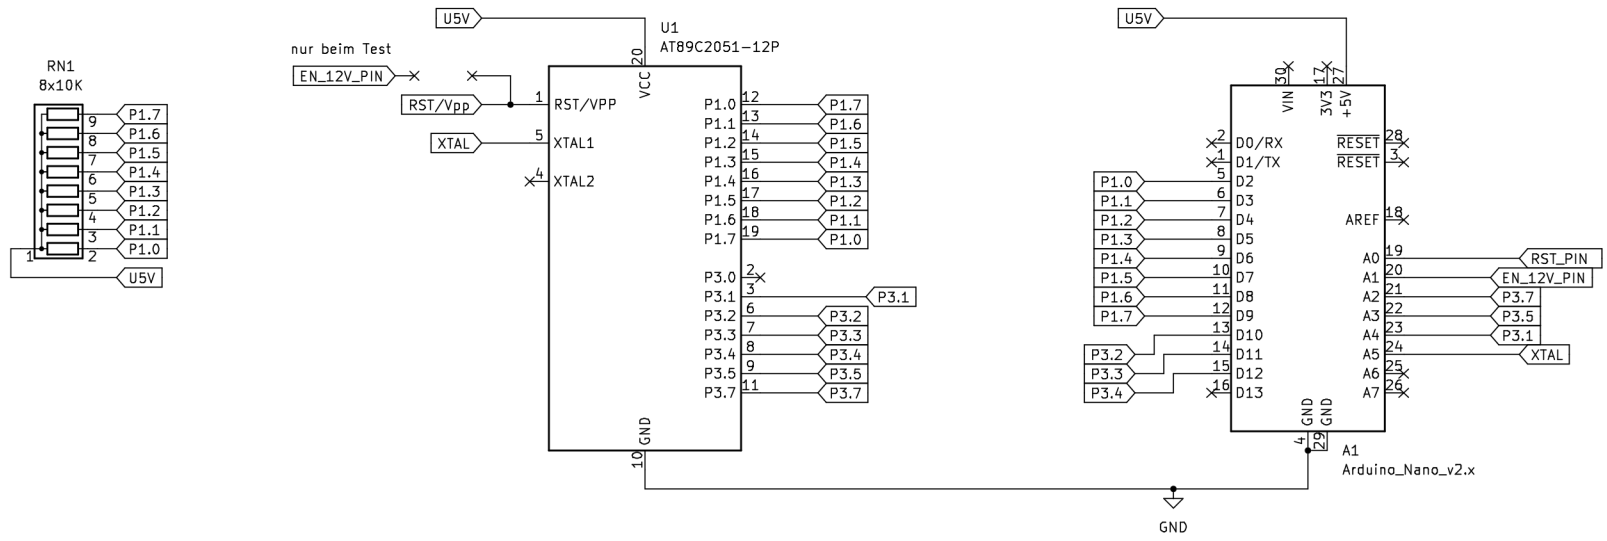 RN1
8x10K
9
P1.7
8
P1.6
7
P1.5
6
P1.4
5
P1.3
4
P1.2
3
P1.1
1
2
P1.0
U5V
U5V
nur beim Test
EN_12V_PIN
RST/Vpp
XTAL
U1
AT89C2051-12P
20
VCC
1
RST/VPP
5
XTAL1
4
XTAL2
P1.0
12
P1.7
P1.1
13
P1.6
P1.2
14
P1.5
P1.3
15
P1.4
P1.4
16
P1.3
P1.5
17
P1.2
P1.6
18
P1.1
P1.7
19
P1.0
P3.0
2
P3.1
3
P3.1
P3.2
6
P3.2
P3.3
7
P3.3
P3.4
8
P3.4
P3.5
9
P3.5
P3.7
11
P3.7
GND
10
U5V
30
VIN
17
3V3
27
+5V
2
D0/RX
1
D1/TX
P1.0
5
D2
P1.1
6
D3
P1.2
7
D4
P1.3
8
D5
P1.4
9
D6
P1.5
10
D7
P1.6
11
D8
P1.7
12
D9
13
D10
P3.2
14
D11
P3.3
15
D12
P3.4
16
D13
RESET
28
RESET
3
AREF
18
A0
19
RST_PIN
A1
20
EN_12V_PIN
A2
21
P3.7
A3
22
P3.5
A4
23
P3.1
A5
24
XTAL
A6
25
A7
26
GND
4
GND
29
A1
Arduino_Nano_v2.x
GND